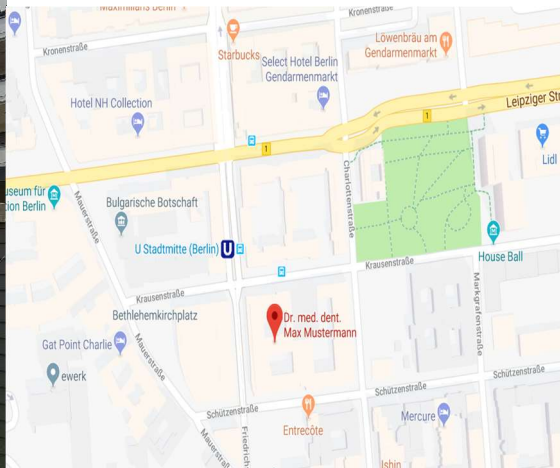 Maximilians Berlin
Kronenstraße
Kronenstraße
Starbucks
Löwenbräu am
Gendarmenmarkt
Select Hotel Berlin
Gendarmenmarkt
Hotel NH Collection
Leipziger Str
1
1
Lidl
Charlottenstraße
useum für
ion Berlin
Mauerstraße
Bulgarische Botschaft
U Stadtmitte (Berlin)
U
House Ball
Krausenstraße
Krausenstraße
Markgrafenstraße
Bethlehemkirchplatz
Dr. med. dent.
Max Mustermann
Gat Point Charlie
Mauerstraße
ewerk
Schützenstraße
Schützenstraße
Schützenstraße
Mercure
Entrecôte
Mauerst
Friedrich
Ishin